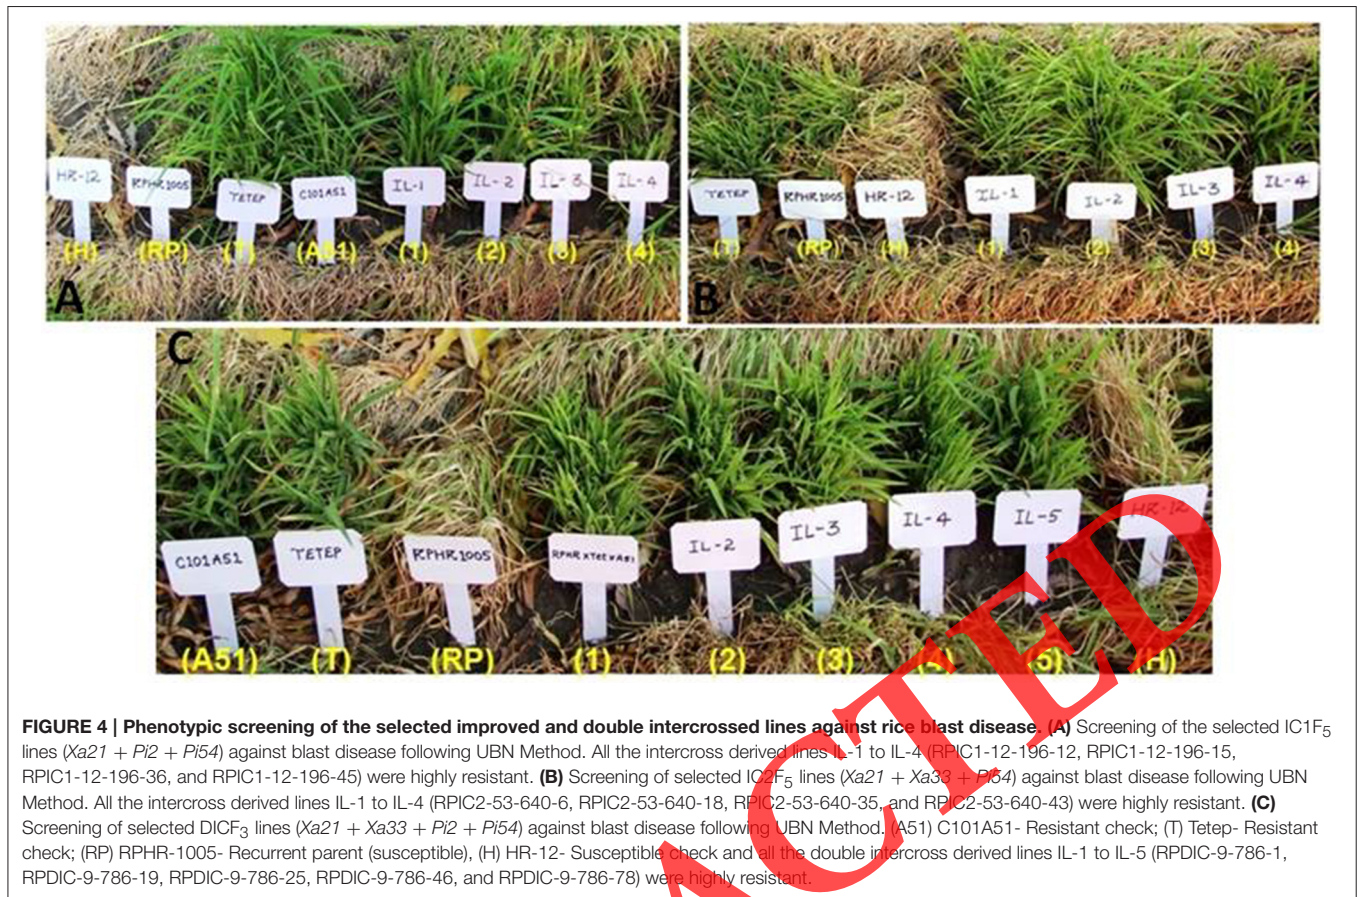 HR-12 RPHR1005 TETEP C101A51 IL-1 IL-2 IL-3 IL-4
(H) (RP) (T) (A51) (1) (2) (3) (4)
A
TETEP RPHR1005 HR-12 IL-1 IL-2 IL-3 IL-4
(T) (RP) (H) (1) (2) (3) (4)
B
C
C101A51 TETEP RPHR1005 IL-2 IL-3 IL-4 IL-5 HR-12
(A51) (T) (RP) (1) (2) (3) (4) (5) (H)
FIGURE 4 | Phenotypic screening of the selected improved and double intercrossed lines against rice blast disease. (A) Screening of the selected IC1F5
lines (Xa21 + Pi2 + Pi54) against blast disease following UBN Method. All the intercross derived lines IL-1 to IL-4 (RPIC1-12-196-12, RPIC1-12-196-15,
RPIC1-12-196-36, and RPIC1-12-196-45) were highly resistant. (B) Screening of selected IC2F5 lines (Xa21 + Xa33 + Pi54) against blast disease following UBN
Method. All the intercross derived lines IL-1 to IL-4 (RPIC2-53-640-6, RPIC2-53-640-18, RPIC2-53-640-35, and RPIC2-53-640-43) were highly resistant. (C)
Screening of selected DICF3 lines (Xa21 + Xa33 + Pi2 + Pi54) against blast disease following UBN Method. (A51) C101A51- Resistant check; (T) Tetep- Resistant
check; (RP) RPHR-1005- Recurrent parent (susceptible), (H) HR-12- Susceptible check and all the double intercross derived lines IL-1 to IL-5 (RPDIC-9-786-1,
RPDIC-9-786-19, RPDIC-9-786-25, RPDIC-9-786-46, and RPDIC-9-786-78) were highly resistant.
ACTED